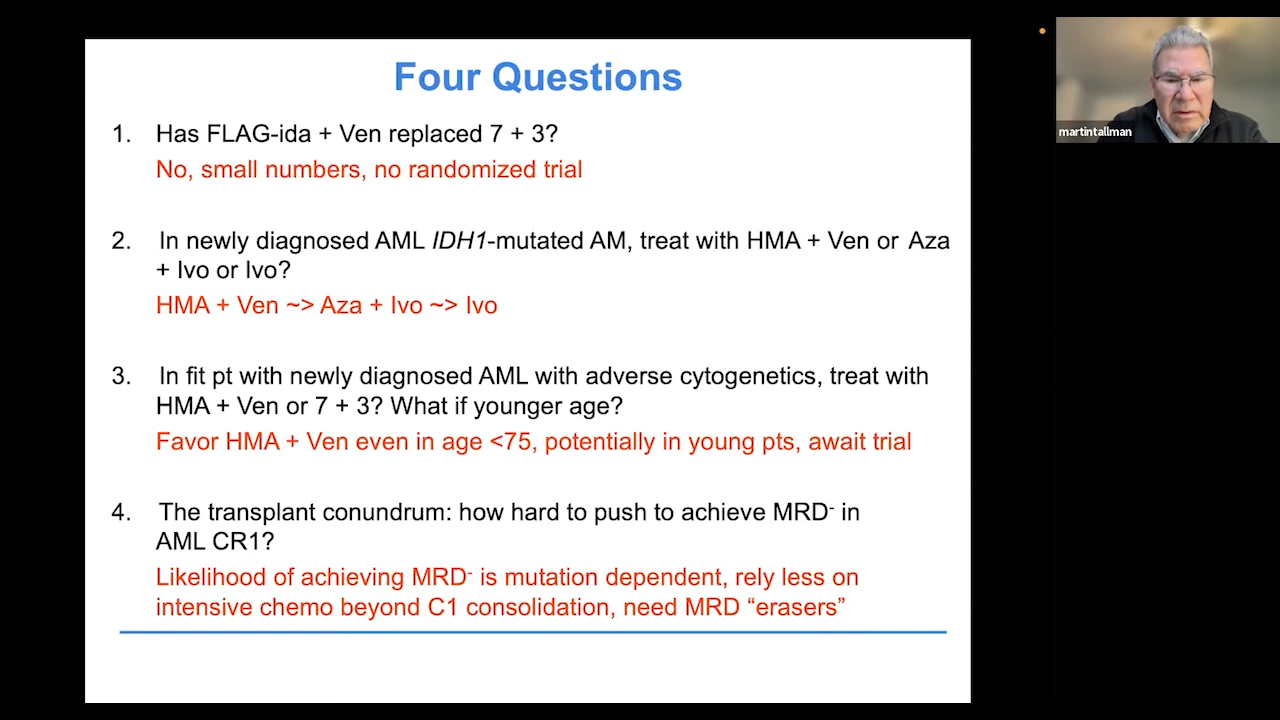 Four Questions
1. Has FLAG-ida + Ven replaced 7 + 3?
No, small numbers, no randomized trial
2. In newly diagnosed AML IDH1-mutated AM, treat with HMA + Ven or Aza
+ Ivo or Ivo?
HMA + Ven ~> Aza + Ivo ~> Ivo
3. In fit pt with newly diagnosed AML with adverse cytogenetics, treat with
HMA + Ven or 7 + 3? What if younger age?
Favor HMA + Ven even in age <75, potentially in young pts, await trial
4. The transplant conundrum: how hard to push to achieve MRD- in
AML CR1?
Likelihood of achieving MRD- is mutation dependent, rely less on
intensive chemo beyond C1 consolidation, need MRD “erasers”
martintallman